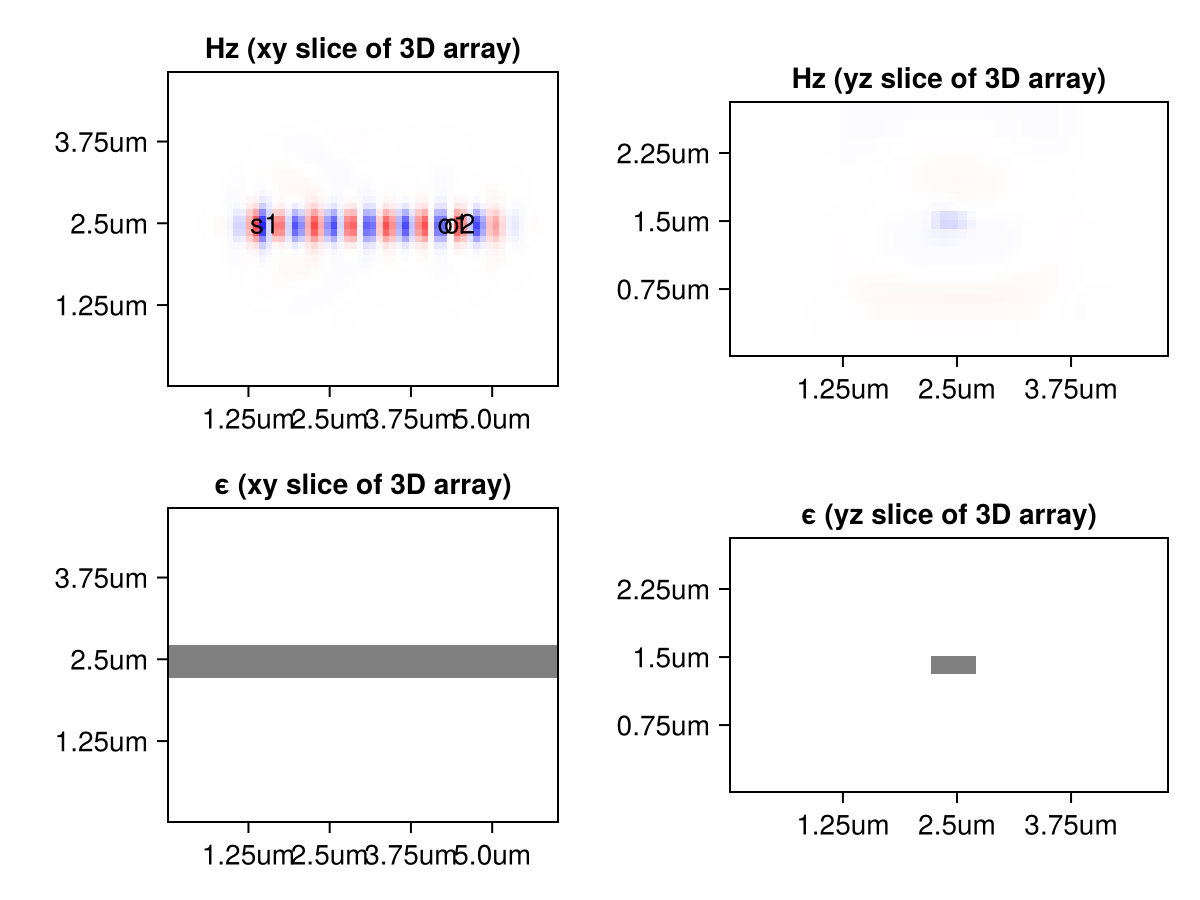 Hz (xy slice of 3D array)
3.75um
2.5um
1.25um
s1
o1
o2
1.25um
2.5um
3.75um
5.0um
Hz (yz slice of 3D array)
2.25um
1.5um
0.75um
1.25um
2.5um
3.75um
ϵ (xy slice of 3D array)
3.75um
2.5um
1.25um
1.25um
2.5um
3.75um
5.0um
ϵ (yz slice of 3D array)
2.25um
1.5um
0.75um
1.25um
2.5um
3.75um